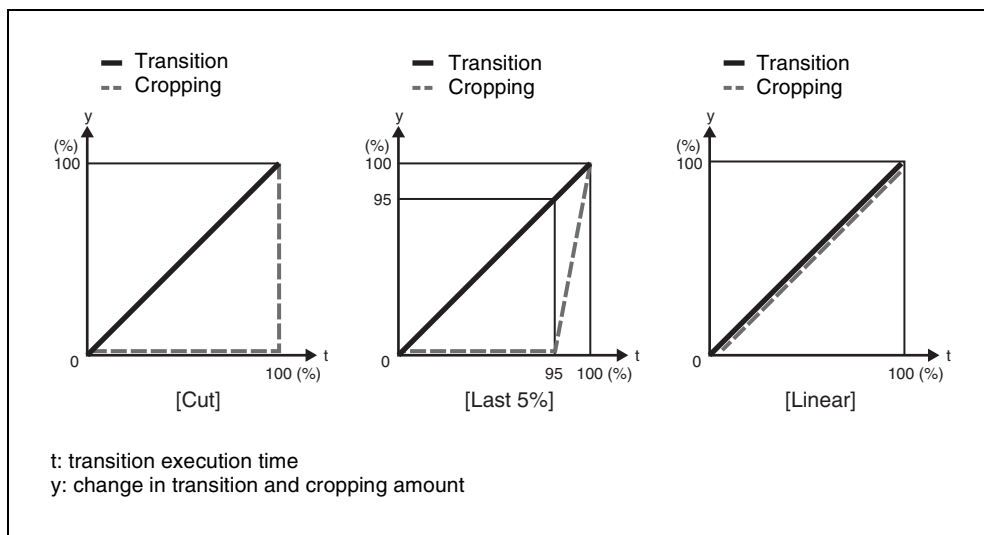 Transition
Cropping
y
(%)
100
0
100 (%)
t
[Cut]
Transition
Cropping
y
(%)
100
95
0
95
100 (%)
t
[Last 5%]
Transition
Cropping
y
(%)
100
0
100 (%)
t
[Linear]
t: transition execution time
y: change in transition and cropping amount